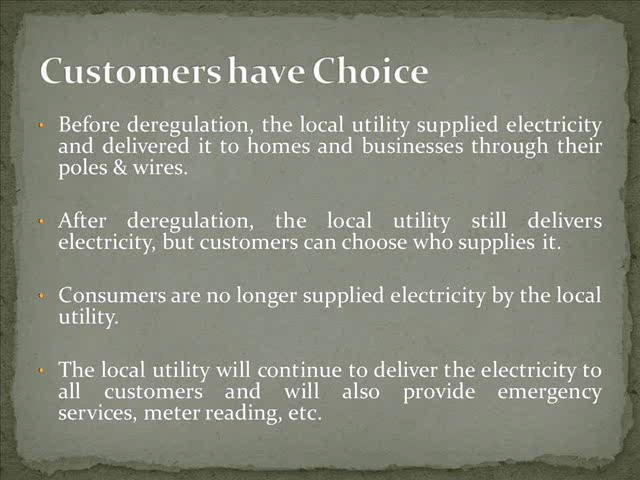 Customers have Choice
Before deregulation, the local utility supplied electricity
and delivered it to homes and businesses through their
poles & wires.
After deregulation, the local utility still delivers
electricity, but customers can choose who supplies it.
Consumers are no longer supplied electricity by the local
utility.
The local utility will continue to deliver the electricity to
all customers and will also provide emergency
services, meter reading, etc.